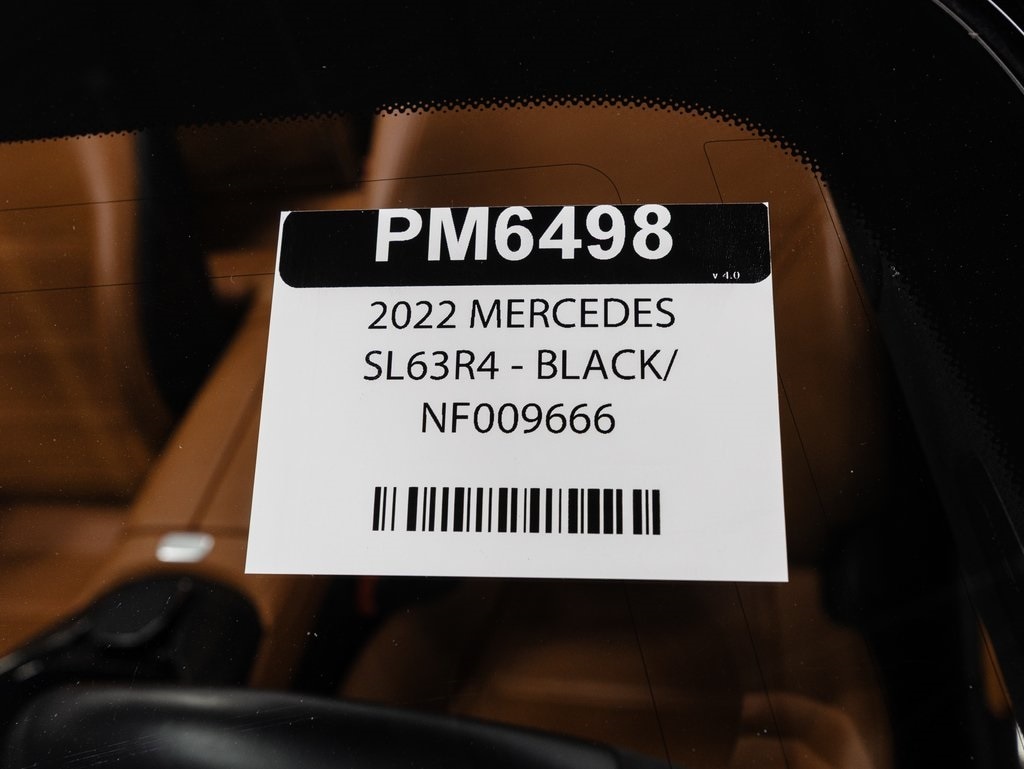 PM6498
v 4.0
2022 MERCEDES
SL63R4 - BLACK/
NF009666